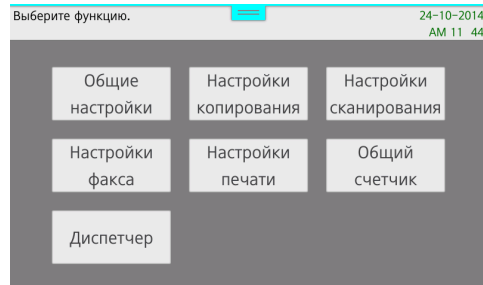 Выберите функцию.
24-10-2014
AM 11 44
Общие
настройки
Настройки
копирования
Настройки
сканирования
Настройки
факса
Настройки
печати
Общий
счетчик
Диспетчер